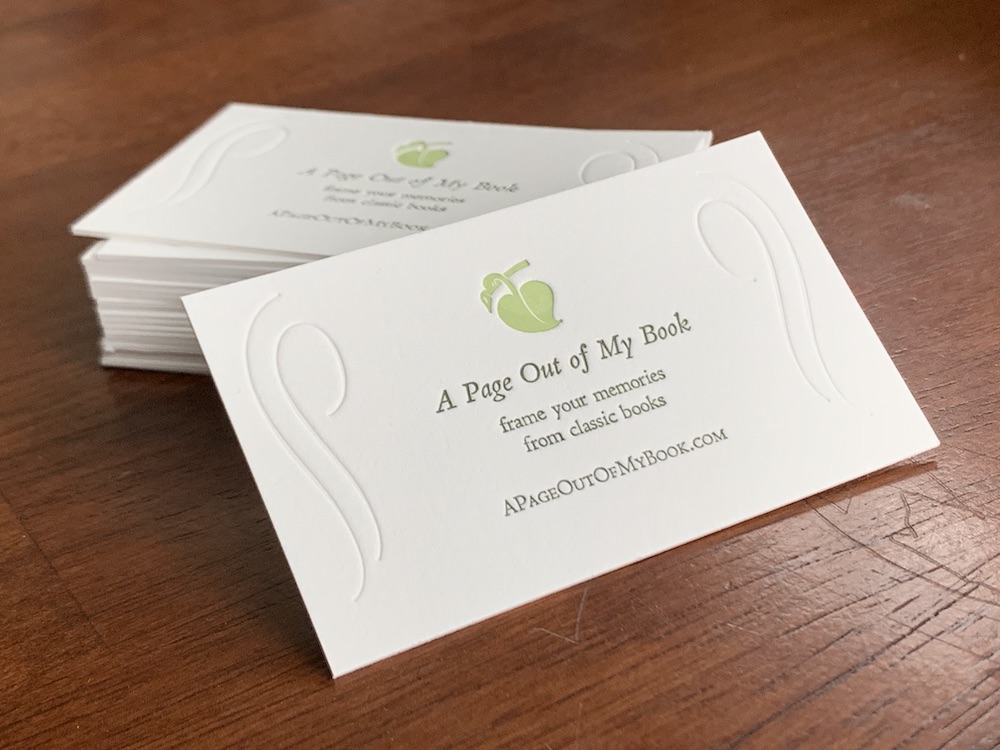 A Page Out of My Book
frame your memories
from classic books
APageOutOfMyBook.com
A Page Out of My Book
frame your memories
from classic books
APageOutOfMyBook